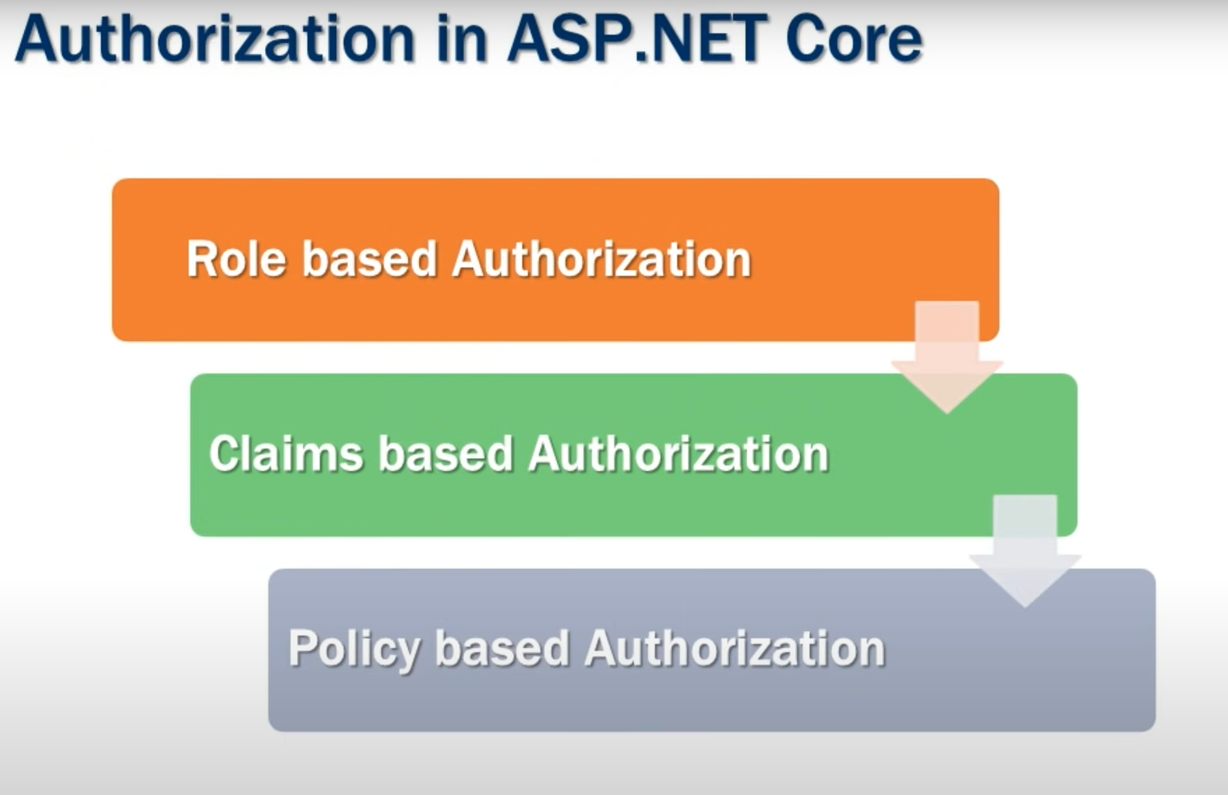 Authorization in ASP.NET Core
Role based Authorization
Claims based Authorization
Policy based Authorization